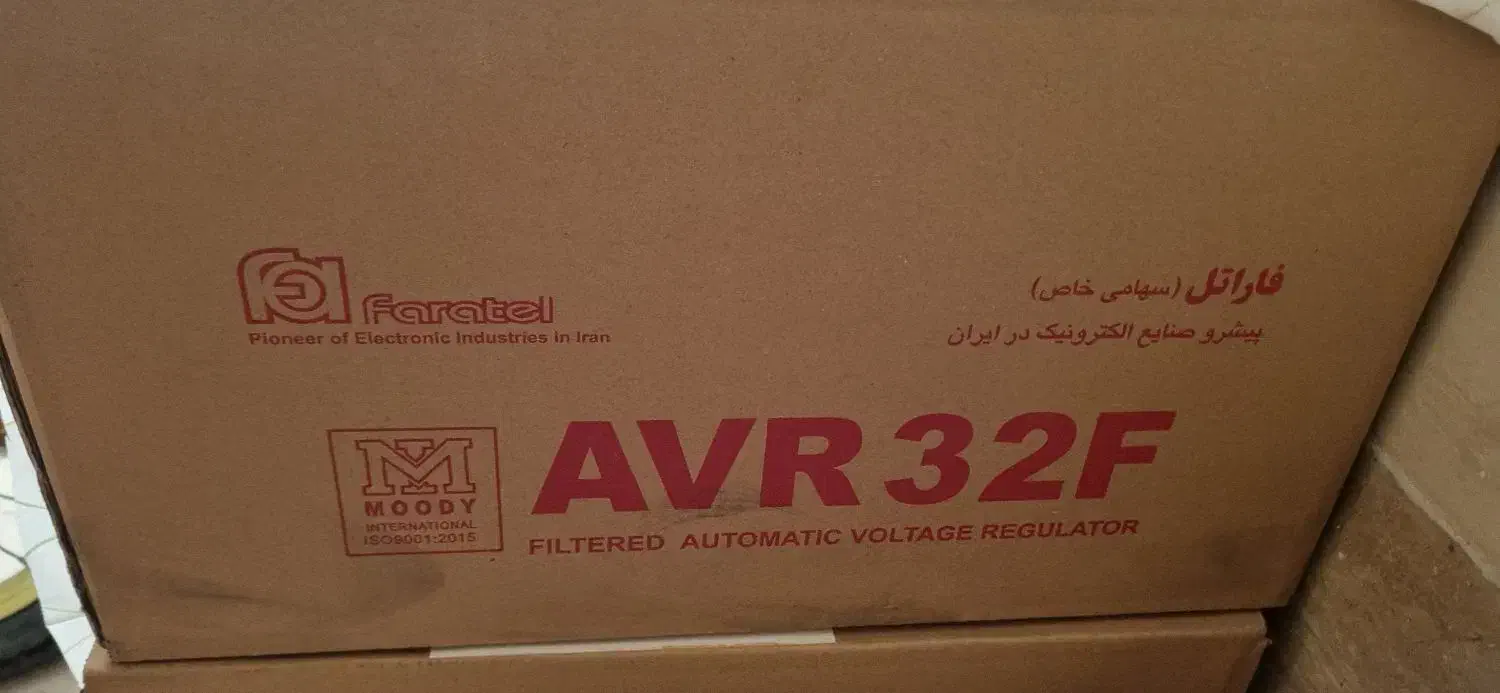 faratel
Pioneer of Electronic Industries in Iran
فاراتل (سهامی خاص)
پیشرو صنایع الکترونیک در ایران
M
MOODY
INTERNATIONAL
ISO9001:2015
AVR 32F
FILTERED AUTOMATIC VOLTAGE REGULATOR